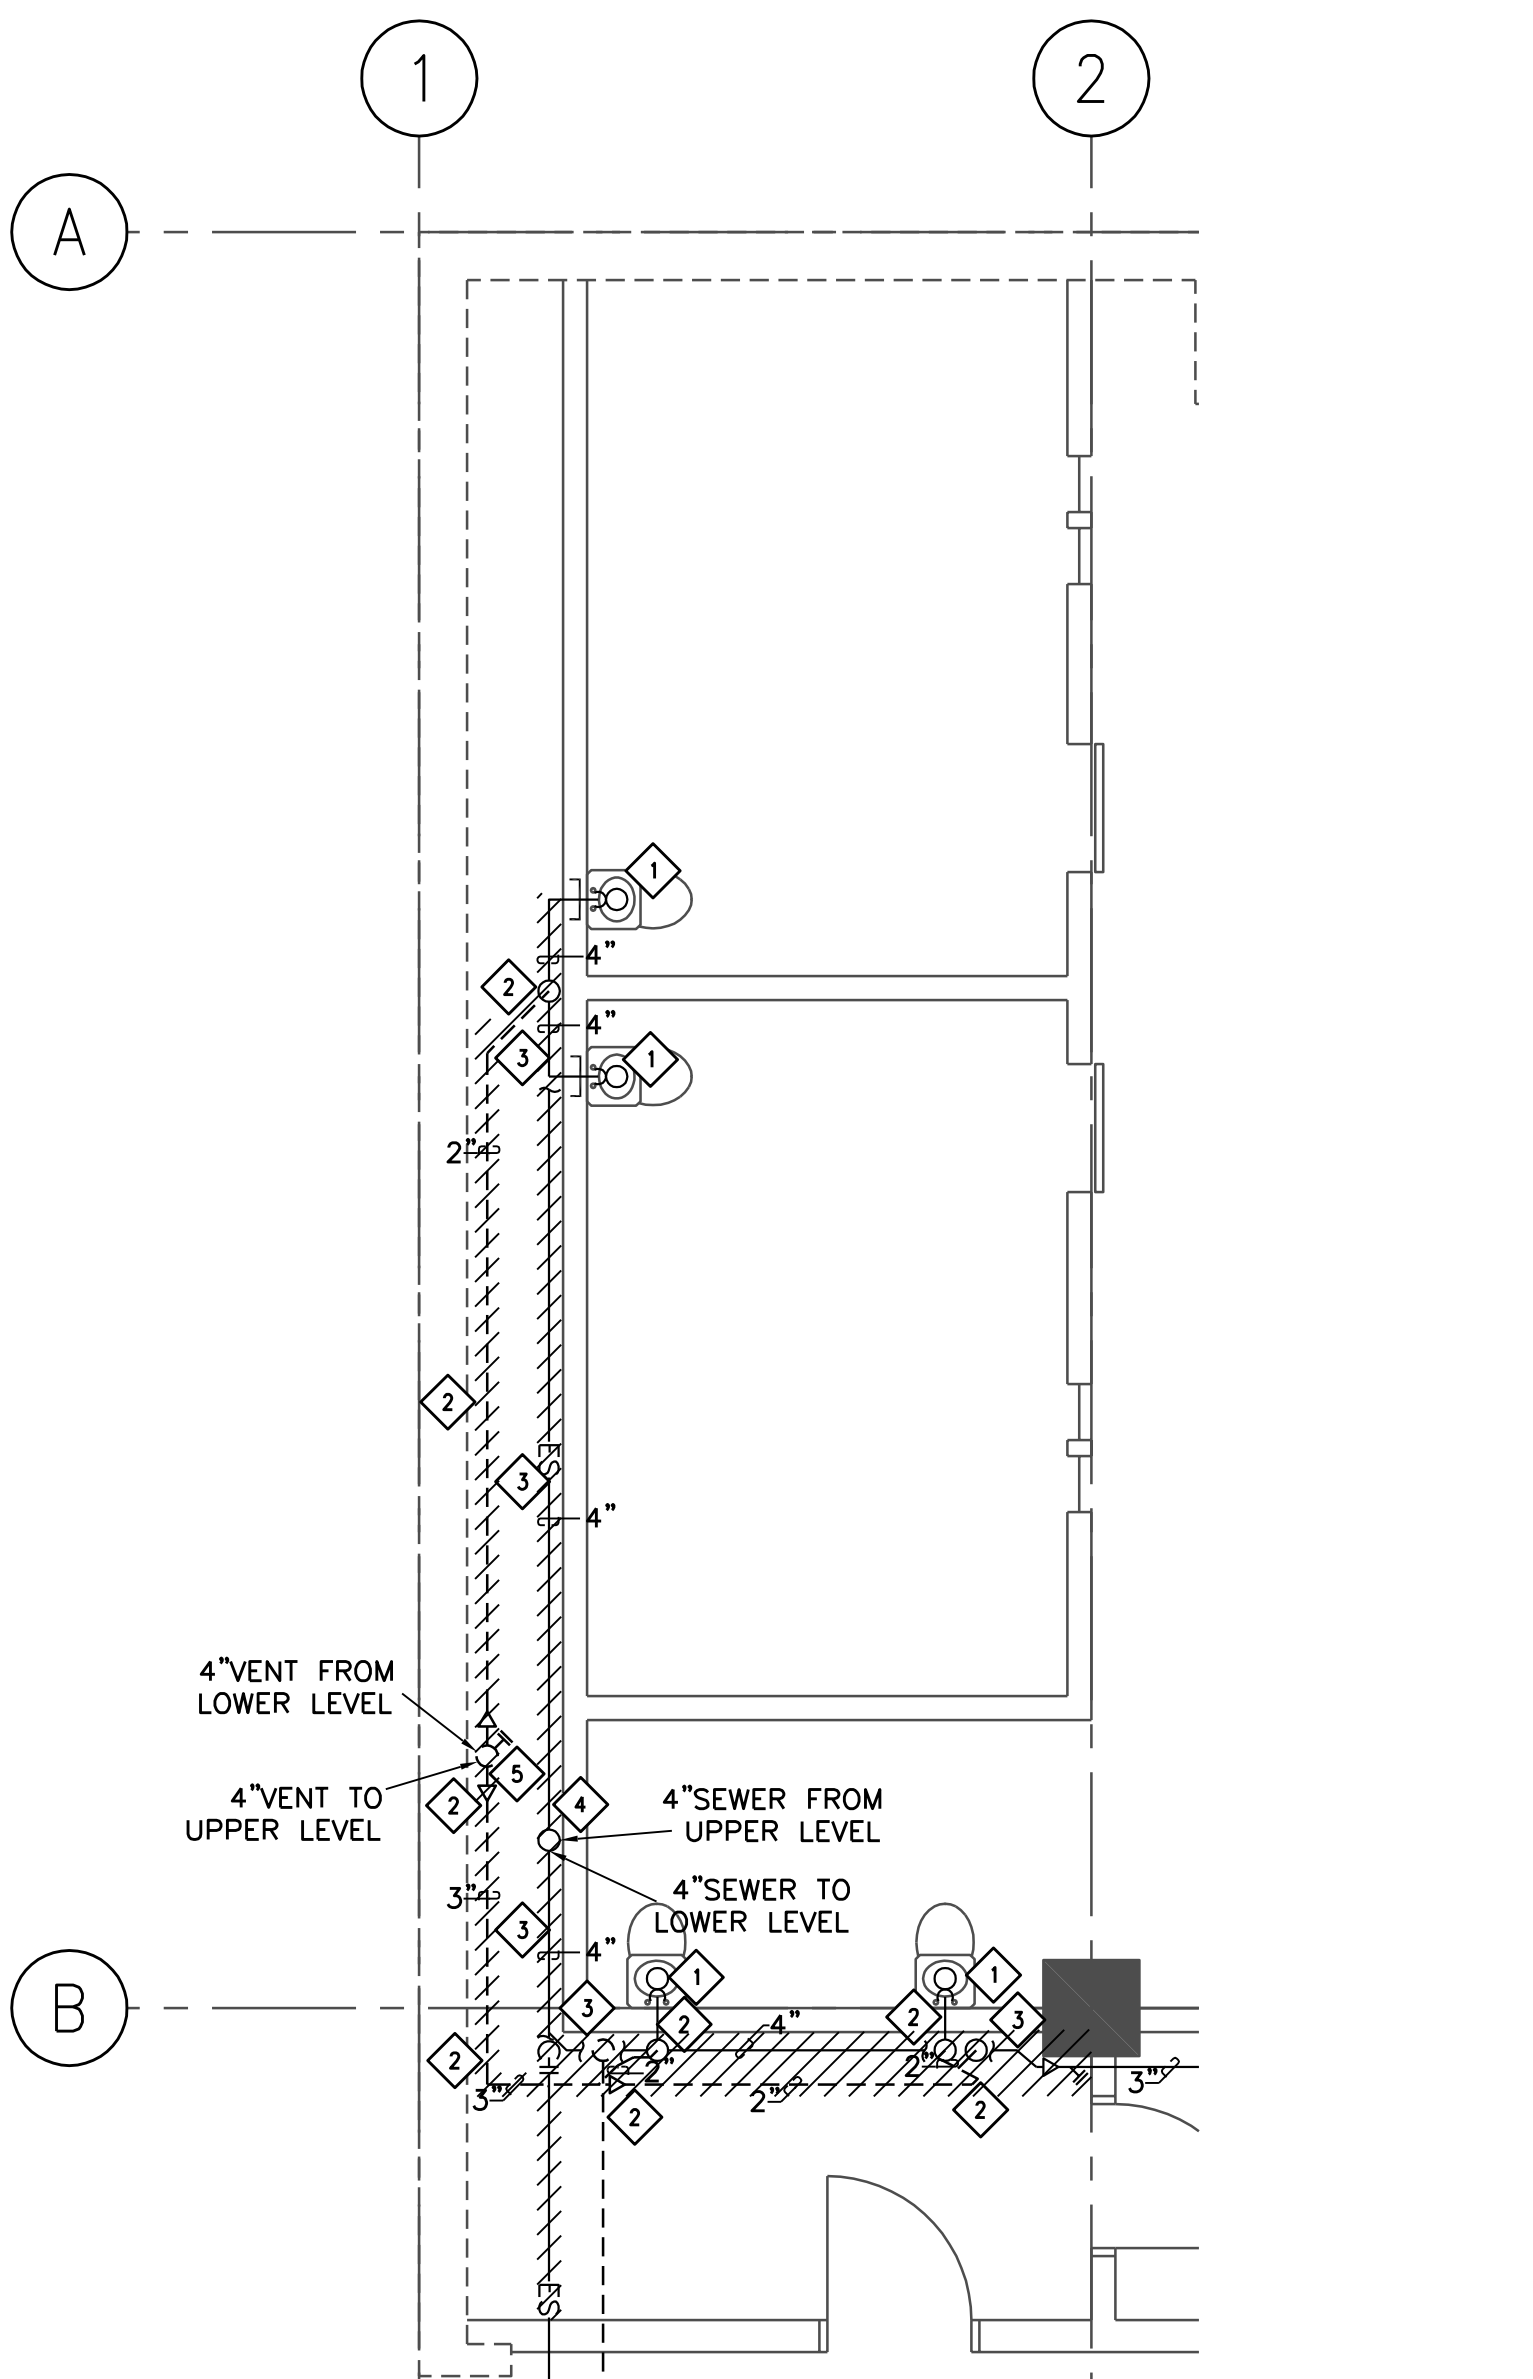 1
2
A
1
4"
2
4"
3
1
2"
2
ES
3
4"
4"VENT FROM
LOWER LEVEL
5
4"VENT TO
UPPER LEVEL
2
4
4"SEWER FROM
UPPER LEVEL
3"
4"SEWER TO
LOWER LEVEL
3
4"
1
1
B
3
2
4"
2
3
2
2"
2"
3"
3"
2"
2
2
ES